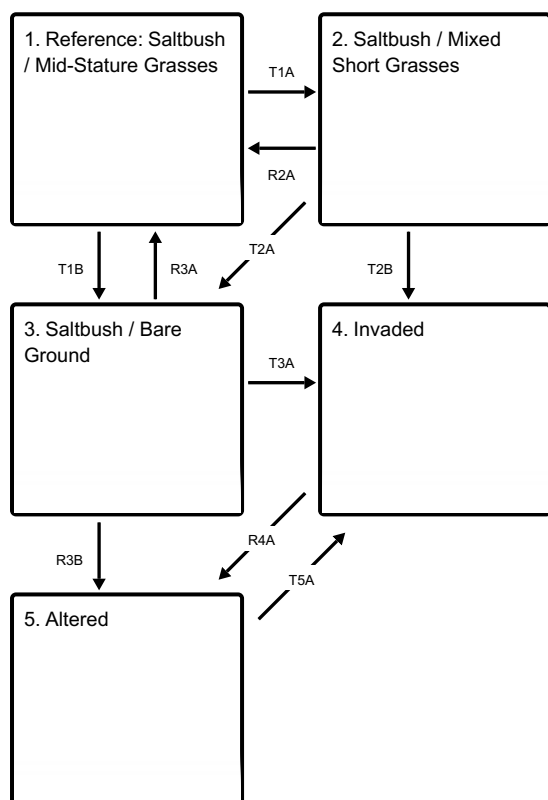 1. Reference: Saltbush
/ Mid-Stature Grasses
2. Saltbush / Mixed
Short Grasses
T1A
R2A
T1B
R3A
T2A
T2B
3. Saltbush / Bare
Ground
4. Invaded
T3A
R3B
R4A
T5A
5. Altered